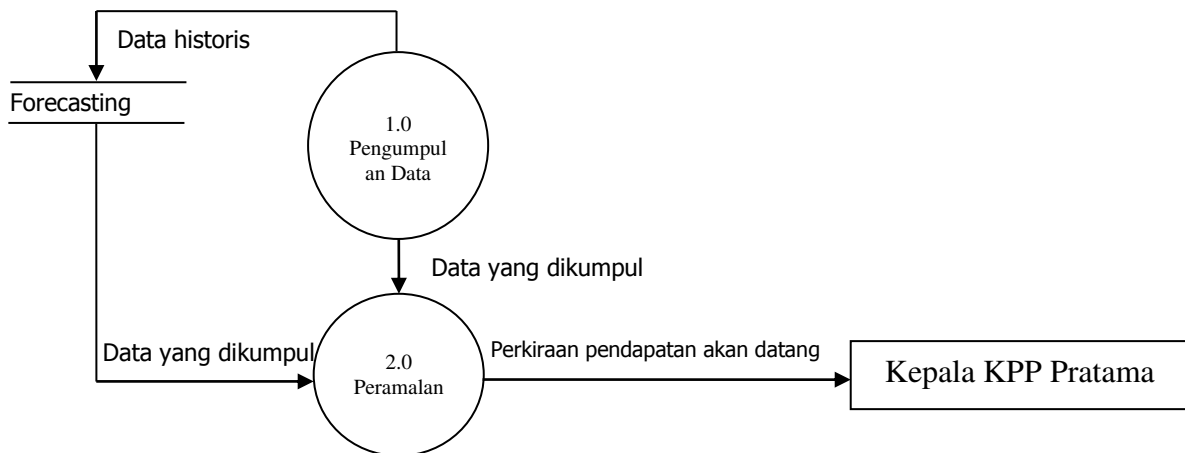 Data historis
Forecasting
1.0
Pengumpul
an Data
Data yang dikumpul
Data yang dikumpul
2.0
Peramalan
Perkiraan pendapatan akan datang
Kepala KPP Pratama